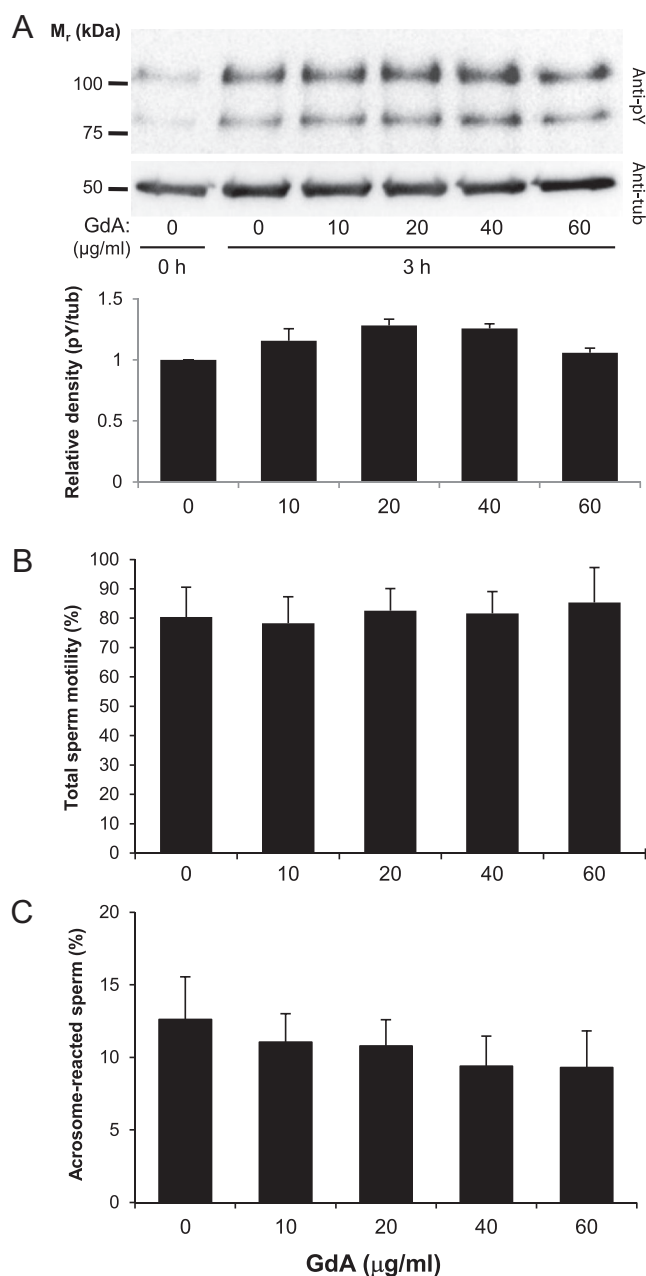 A
Mr (kDa)
100
75
Anti-pY
50
Anti-tub
GdA: 0 0 10 20 40 60
(µg/ml)
0 h 3 h
Relative density (pY/tub)
1.5
1
0.5
0
0 10 20 40 60
B
Total sperm motility (%)
100
90
80
70
60
50
40
30
20
10
0
0 10 20 40 60
C
Acrosome-reacted sperm (%)
20
15
10
5
0
0 10 20 40 60
GdA (µg/ml)